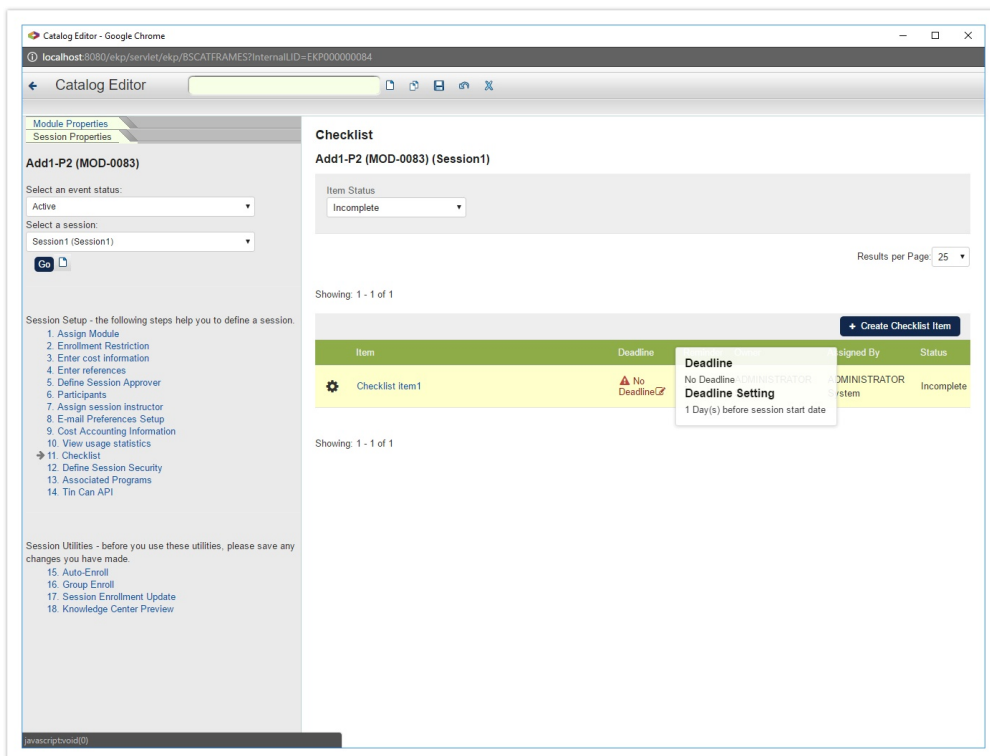 Catalog Editor - Google Chrome
localhost:8080/ekp/servlet/ekp/BSCATFRAMES?InternalLID=EKP000000084
Catalog Editor
Module Properties
Session Properties
Add1-P2 (MOD-0083)
Select an event status:
Active
Select a session:
Session1 (Session1)
Go
Session Setup - the following steps help you to define a session.
1. Assign Module
2. Enrollment Restriction
3. Enter cost information
4. Enter references
5. Define Session Approver
6. Participants
7. Assign session instructor
8. E-mail Preferences Setup
9. Cost Accounting Information
10. View usage statistics
11. Checklist
12. Define Session Security
13. Associated Programs
14. Tin Can API
Session Utilities - before you use these utilities, please save any
changes you have made.
15. Auto-Enroll
16. Group Enroll
17. Session Enrollment Update
18. Knowledge Center Preview
javascript:void(0)
Checklist
Add1-P2 (MOD-0083) (Session1)
Item Status
Incomplete
Results per Page: 25
Showing: 1 - 1 of 1
+ Create Checklist Item
Item Deadline signed By Status
Checklist item1
No
Deadline
ADMINISTRATOR
ADMINISTRATOR
ystem
Incomplete
Deadline
No Deadline
Deadline Setting
1 Day(s) before session start date
Showing: 1 - 1 of 1